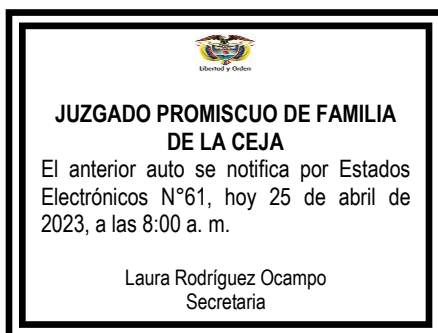 Libertad y Orden
JUZGADO PROMISCUO DE FAMILIA
DE LA CEJA
El anterior auto se notifica por Estados
Electrónicos N°61, hoy 25 de abril de
2023, a las 8:00 a. m.
Laura Rodríguez Ocampo
Secretaria